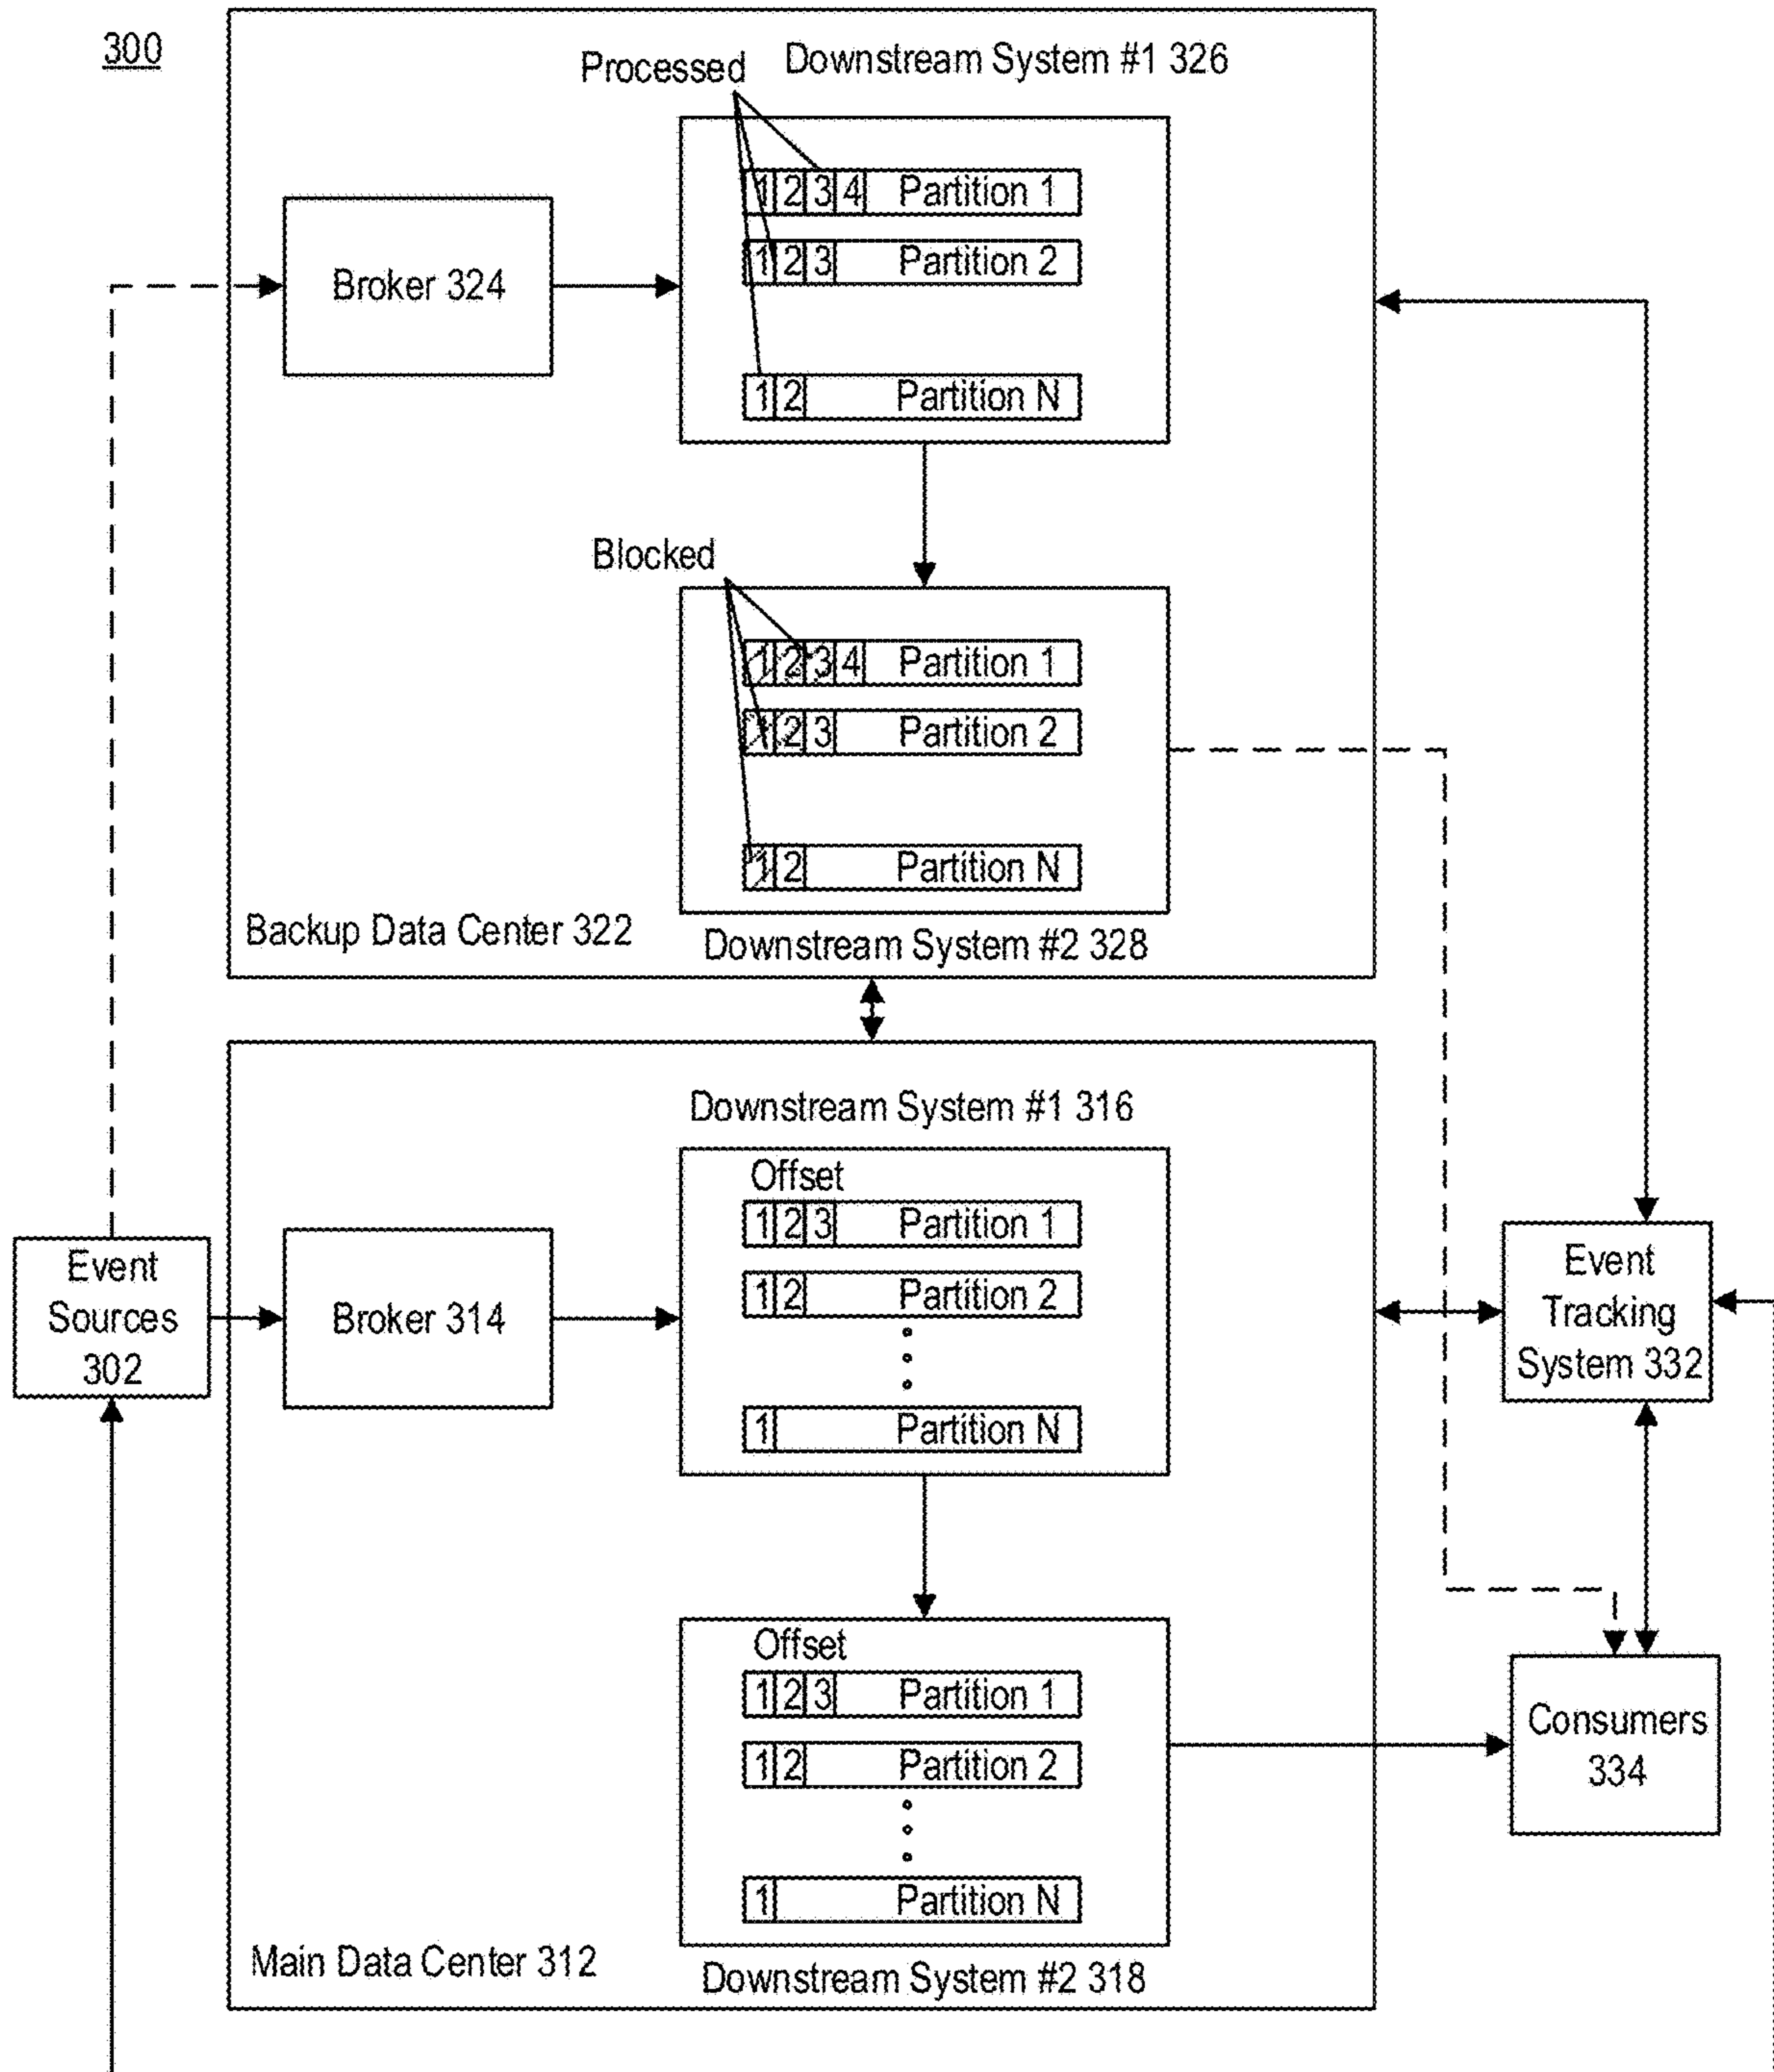 300
Processed
Downstream System #1 326
1 2 3 4 Partition 1
Broker 324
1 2 3 Partition 2
1 2 Partition N
Blocked
1 2 3 4 Partition 1
1 2 3 Partition 2
1 2 Partition N
Backup Data Center 322
Downstream System #2 328
Downstream System #1 316
Offset
1 2 3 Partition 1
Event
Sources
302
Broker 314
1 2 Partition 2
1 Partition N
Event
Tracking
System 332
Offset
1 2 3 Partition 1
1 2 Partition 2
1 Partition N
Consumers
334
Main Data Center 312
Downstream System #2 318